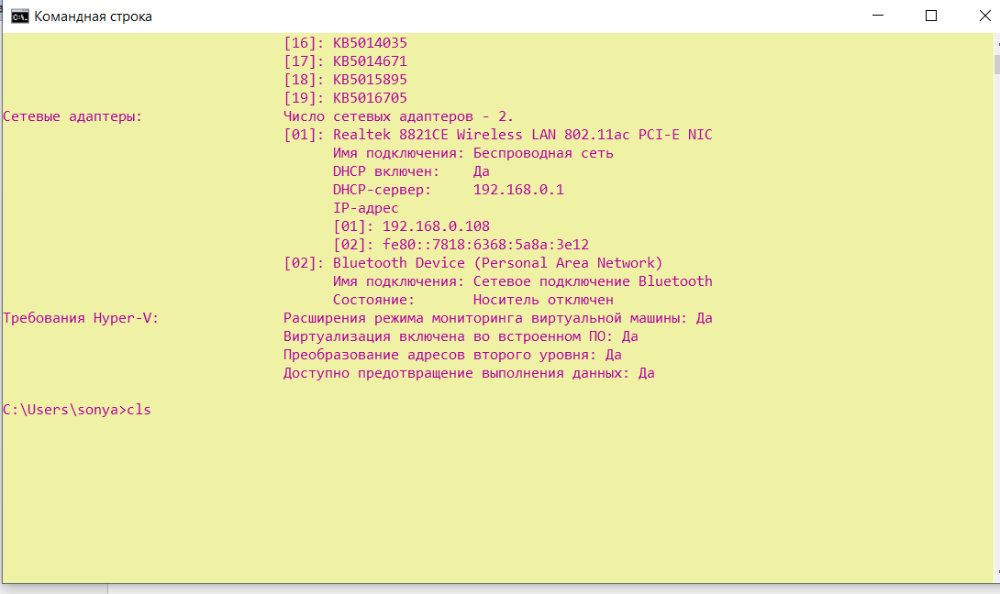 Командная строка
[16]: KB5014035
[17]: KB5014671
[18]: KB5015895
[19]: KB5016705
Сетевые адаптеры: Число сетевых адаптеров - 2.
[01]: Realtek 8821CE Wireless LAN 802.11ac PCI-E NIC
Имя подключения: Беспроводная сеть
DHCP включен: Да
DHCP-сервер: 192.168.0.1
IP-адрес
[01]: 192.168.0.108
[02]: fe80::7818:6368:5a8a:3e12
[02]: Bluetooth Device (Personal Area Network)
Имя подключения: Сетевое подключение Bluetooth
Состояние: Носитель отключен
Требования Hyper-V: Расширения режима мониторинга виртуальной машины: Да
Виртуализация включена во встроенном ПО: Да
Преобразование адресов второго уровня: Да
Доступно предотвращение выполнения данных: Да
C:\Users\sonya>cls